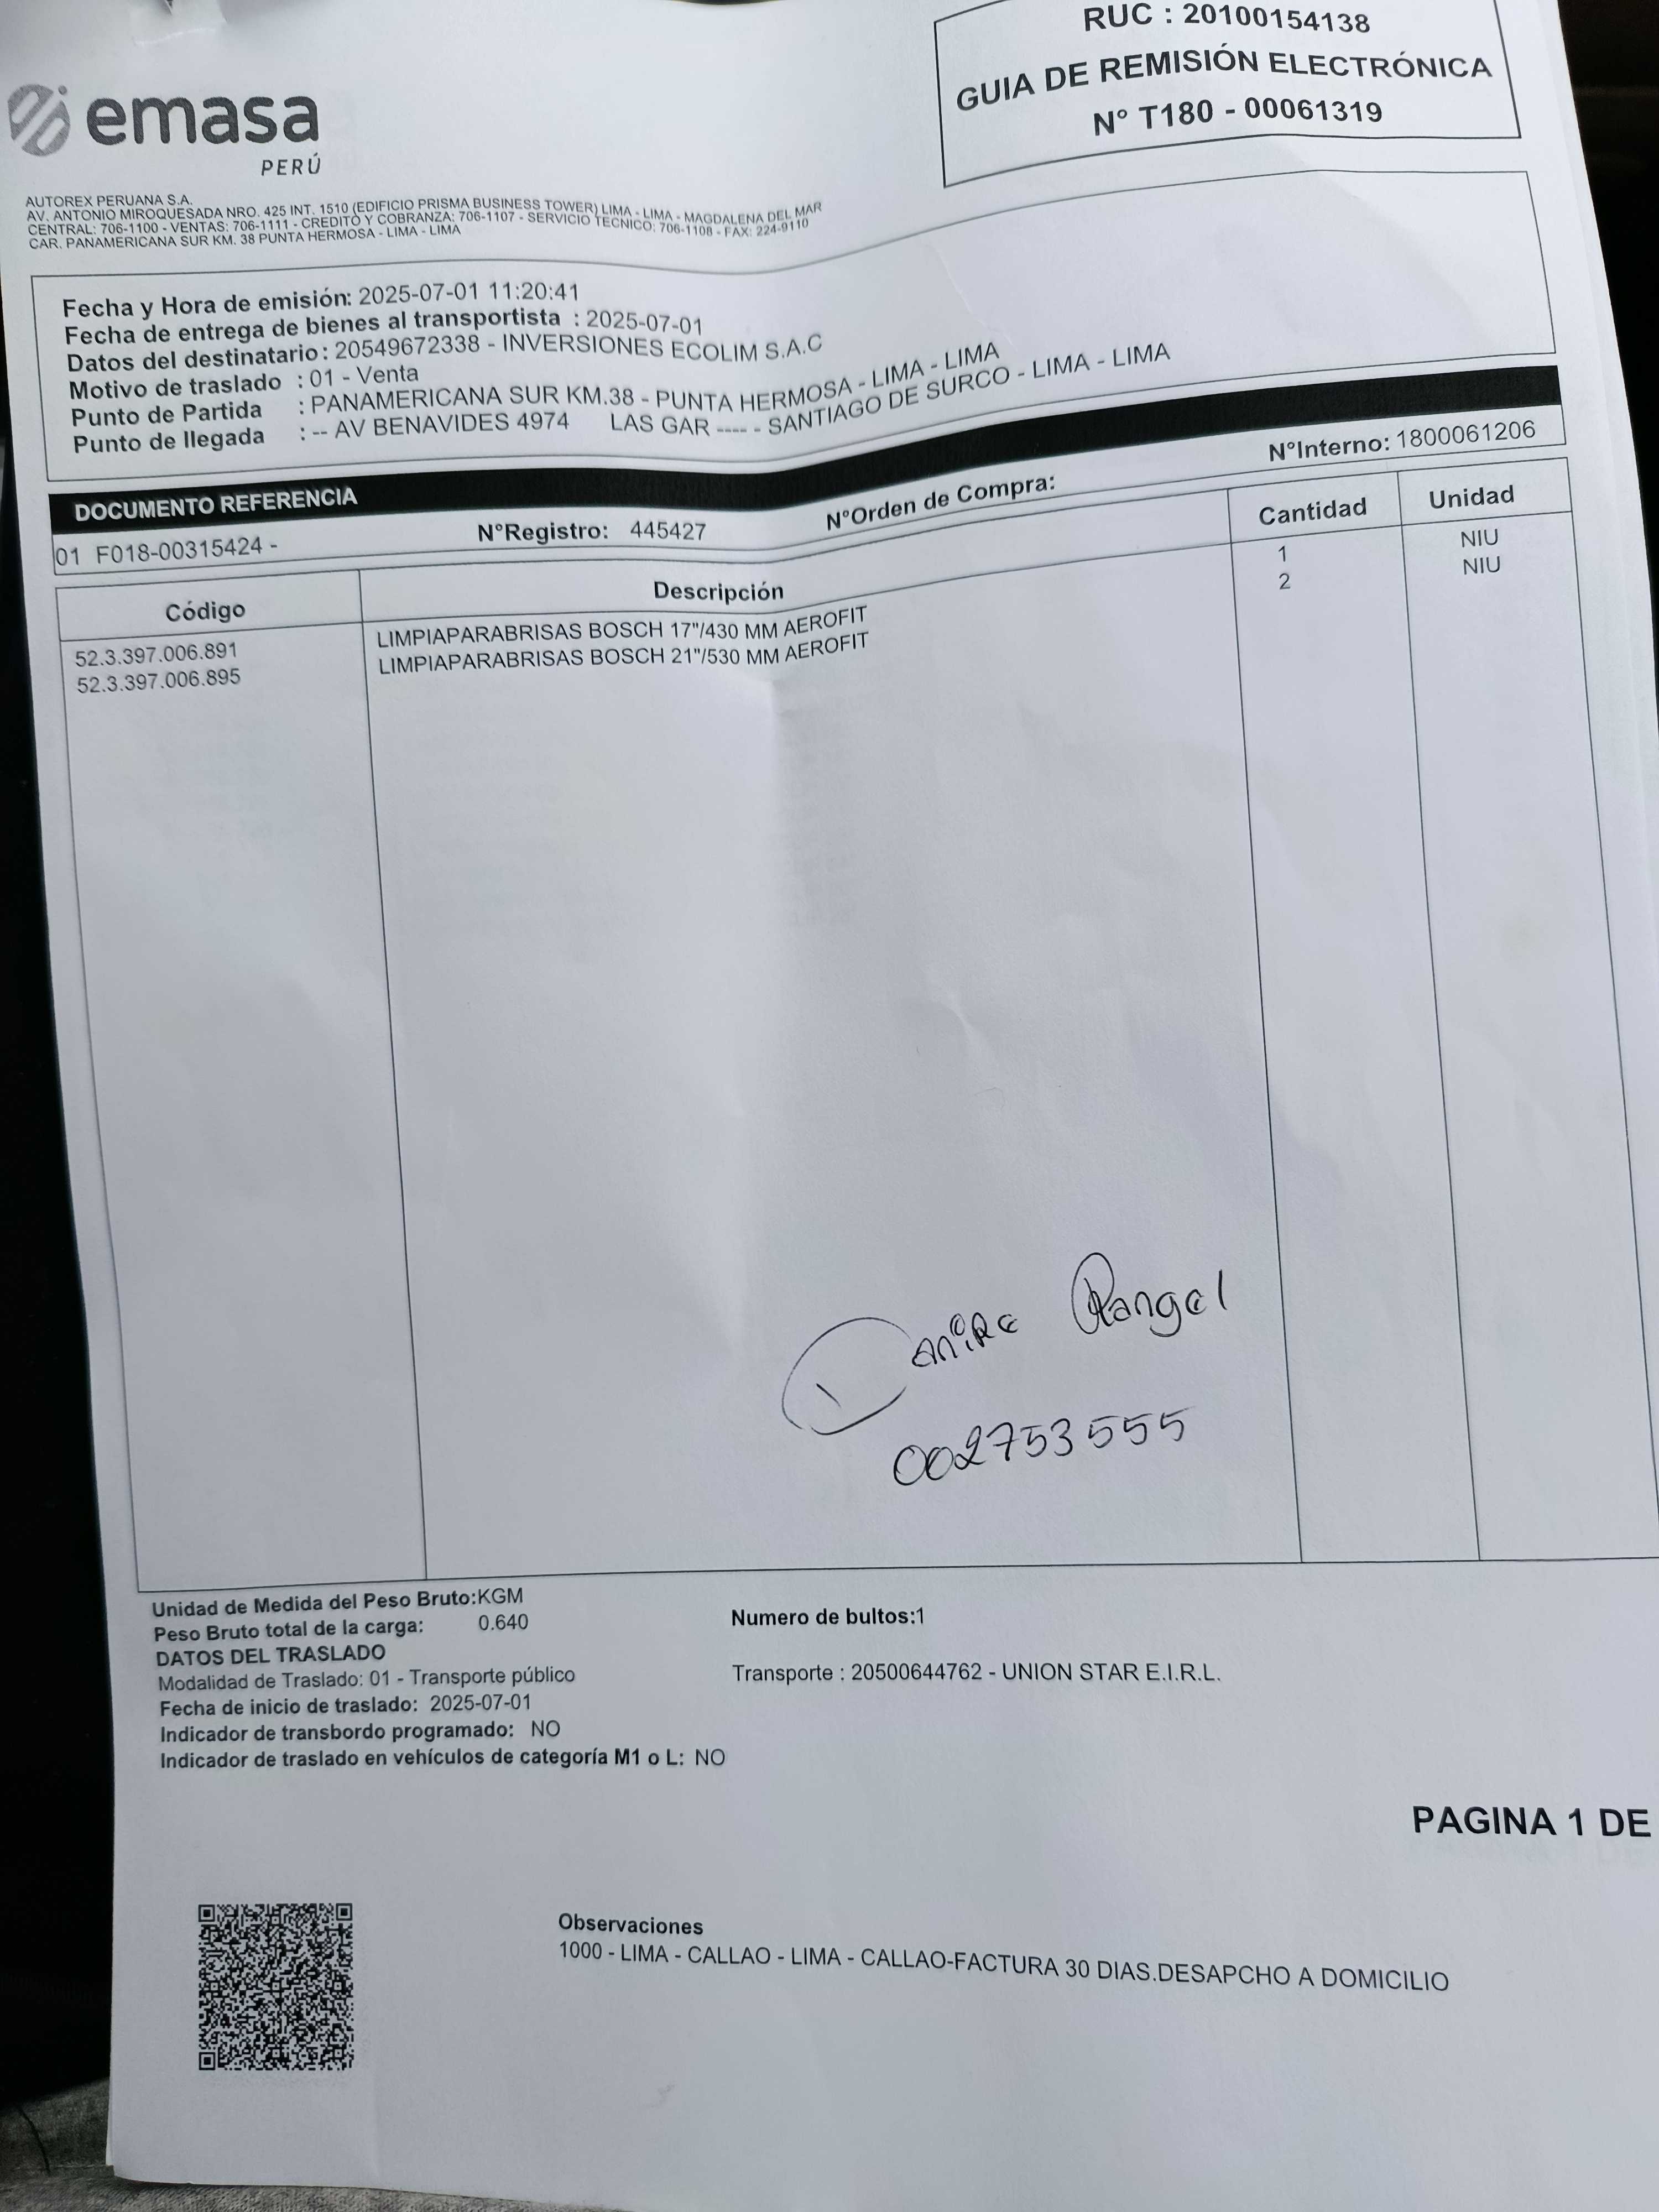 RUC : 20100154138
GUIA DE REMISIÓN ELECTRÓNICA
N° T180 - 00061319
emasa
PERÚ
AUTOREX PERUANA S.A.
AV. ANTONIO MIROQUESADA NRO. 425 INT. 1510 (EDIFICIO PRISMA BUSINESS TOWER) LIMA - LIMA - MAGDALENA DEL MAR
CENTRAL: 706-1100 - VENTAS: 706-1111 - CREDITO Y COBRANZA: 706-1107 - SERVICIO TECNICO: 706-1108 - FAX: 224-9110
CAR. PANAMERICANA SUR KM. 38 PUNTA HERMOSA - LIMA - LIMA
Fecha y Hora de emisión: 2025-07-01 11:20:41
Fecha de entrega de bienes al transportista : 2025-07-01
Datos del destinatario : 20549672338 - INVERSIONES ECOLIM S.A.C
Motivo de traslado : 01 - Venta
Punto de Partida : PANAMERICANA SUR KM.38 - PUNTA HERMOSA - LIMA - LIMA
Punto de llegada : -- AV BENAVIDES 4974 LAS GAR ---- - SANTIAGO DE SURCO - LIMA - LIMA
DOCUMENTO REFERENCIA
01 F018-00315424 - N°Registro: 445427 N°Orden de Compra: N°Interno: 1800061206
Código Descripción Cantidad Unidad
52.3.397.006.891 LIMPIAPARABRISAS BOSCH 17"/430 MM AEROFIT 1 NIU
52.3.397.006.895 LIMPIAPARABRISAS BOSCH 21"/530 MM AEROFIT 2 NIU
Rangel
002753555
Unidad de Medida del Peso Bruto:KGM
Peso Bruto total de la carga: 0.640 Numero de bultos:1
DATOS DEL TRASLADO
Modalidad de Traslado: 01 - Transporte público Transporte : 20500644762 - UNION STAR E.I.R.L.
Fecha de inicio de traslado: 2025-07-01
Indicador de transbordo programado: NO
Indicador de traslado en vehículos de categoría M1 o L: NO
PAGINA 1 DE
Observaciones
1000 - LIMA - CALLAO - LIMA - CALLAO-FACTURA 30 DIAS.DESAPCHO A DOMICILIO